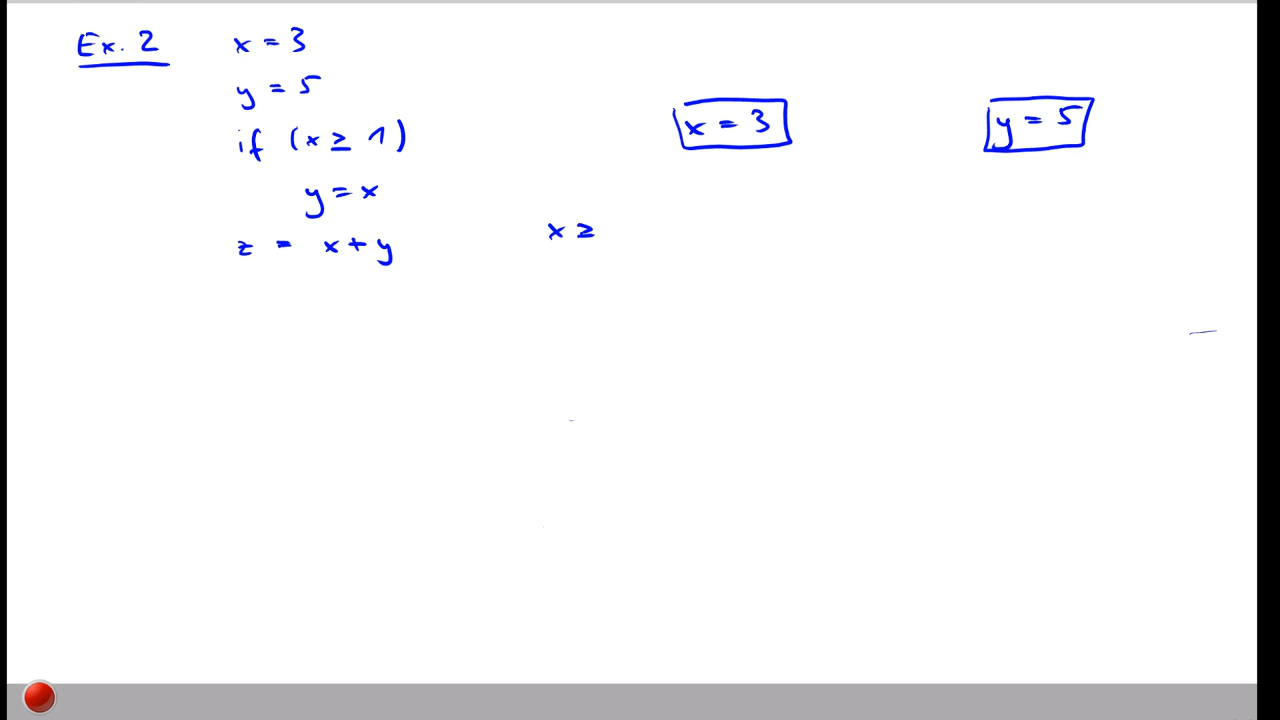 Ex. 2 x = 3
y = 5
if (x ≥ 1)
y = x
z = x + y
x = 3
y = 5
x ≥